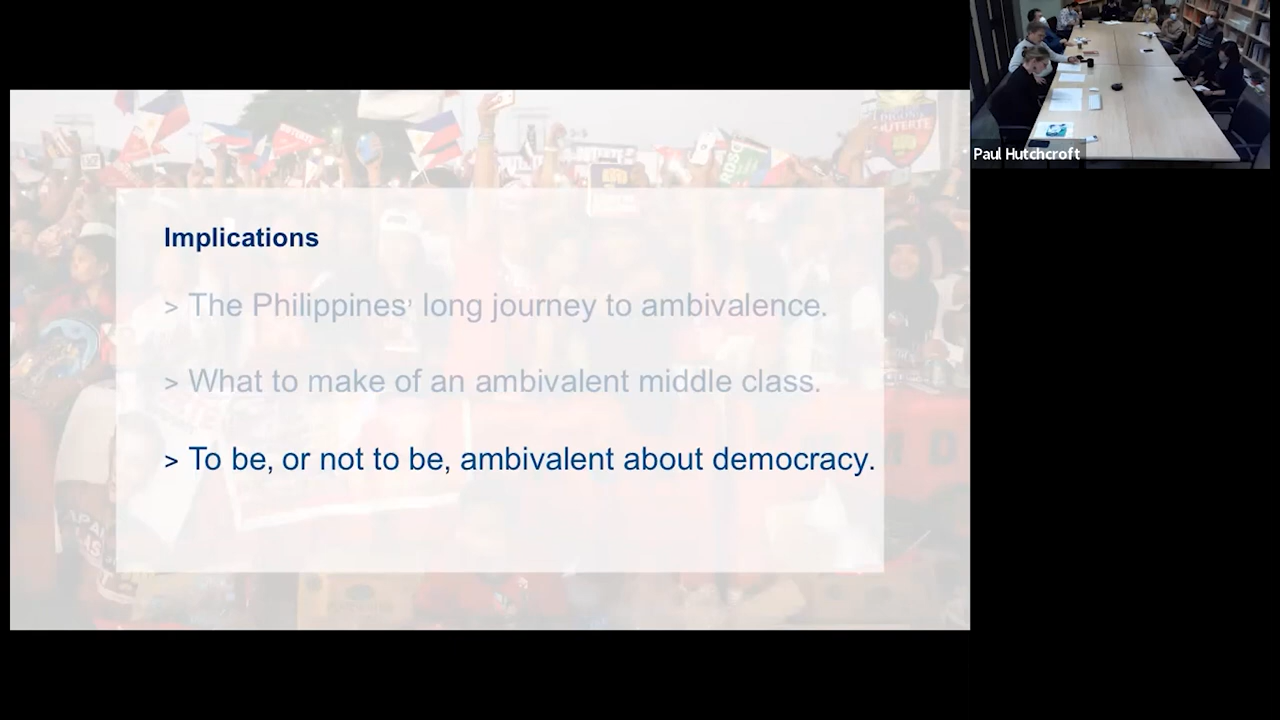 Paul Hutchcroft
DUTERTE
Implications
> The Philippines' long journey to ambivalence.
> What to make of an ambivalent middle class.
> To be, or not to be, ambivalent about democracy.